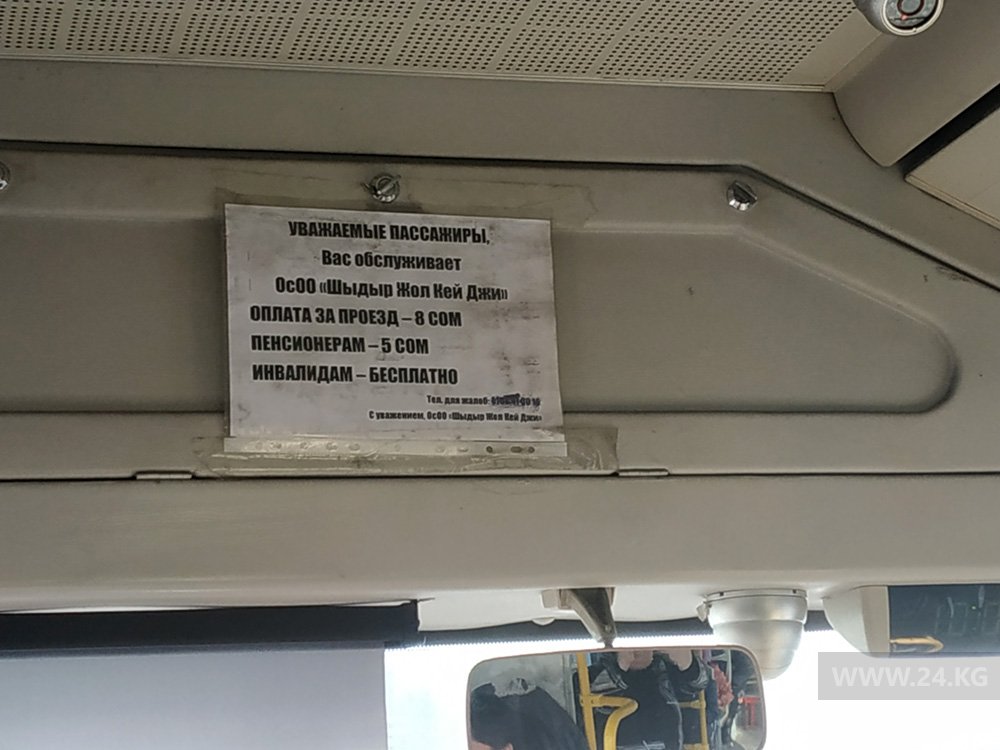 УВАЖАЕМЫЕ ПАССАЖИРЫ,
Вас обслуживает
ОсОО «Шыдыр Жол Кей Джи»
ОПЛАТА ЗА ПРОЕЗД – 8 СОМ
ПЕНСИОНЕРАМ – 5 СОМ
ИНВАЛИДАМ – БЕСПЛАТНО
Тел. для жалоб:
С уважением, ОсОО «Шыдыр Жол Кей Джи»
WWW.24.KG